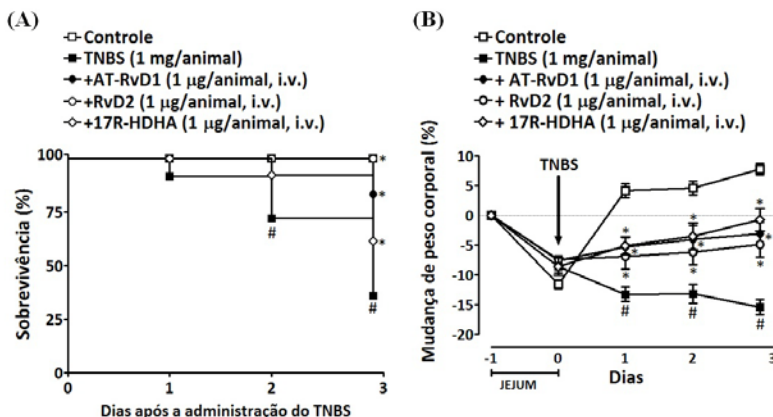 (A)
Controle
TNBS (1 mg/animal)
+AT-RvD1 (1 µg/animal, i.v.)
+RvD2 (1 µg/animal, i.v.)
+17R-HDHA (1 µg/animal, i.v.)
Sobrevivência (%)
100
75
50
25
0
*
*
*
#
#
0 1 2 3
Dias após a administração do TNBS
(B)
Controle
TNBS (1 mg/animal)
+ AT-RvD1 (1 µg/animal, i.v.)
+ RvD2 (1 µg/animal, i.v.)
+ 17R-HDHA (1 µg/animal, i.v.)
Mudança de peso corporal (%)
TNBS
10
5
0
-5
-10
-15
-20
* * *
* * *
* * *
# # #
-1 0 1 2 3
JEJUM
Dias